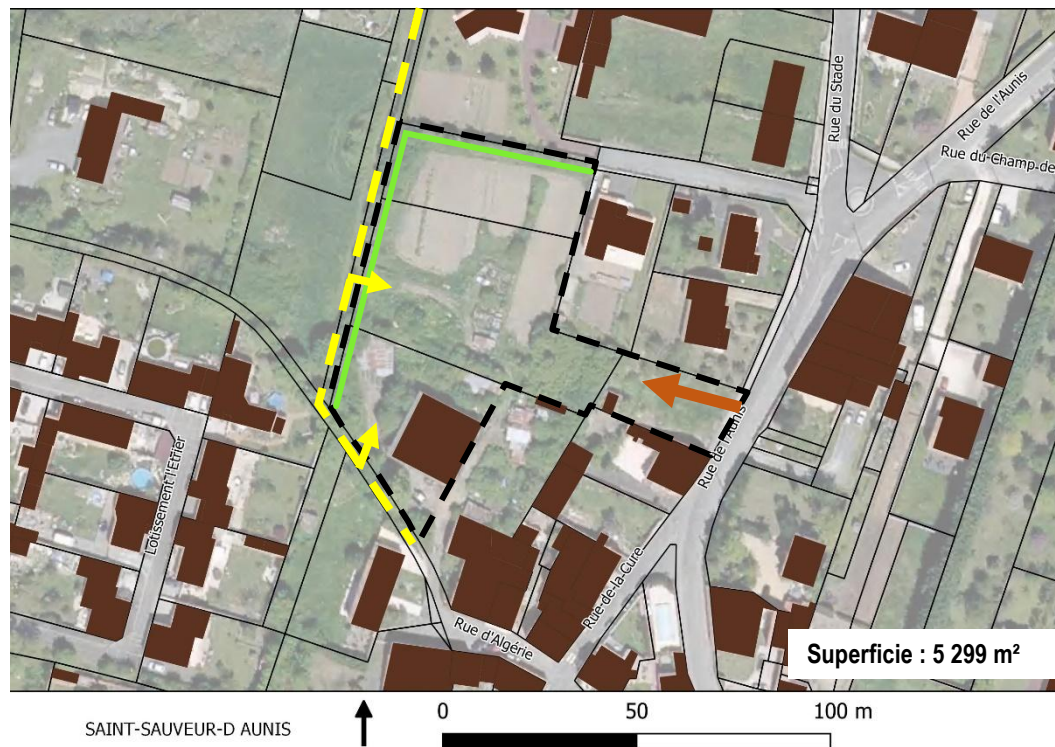 Rue du Stade
Rue de l'Aunis
Rue du Champ de
Lotissement l'Etrier
Rue de l'Aunis
Rue-de-la-Cure
Rue d'Algérie
Superficie : 5 299 m²
SAINT-SAUVEUR-D AUNIS
0 50 100 m